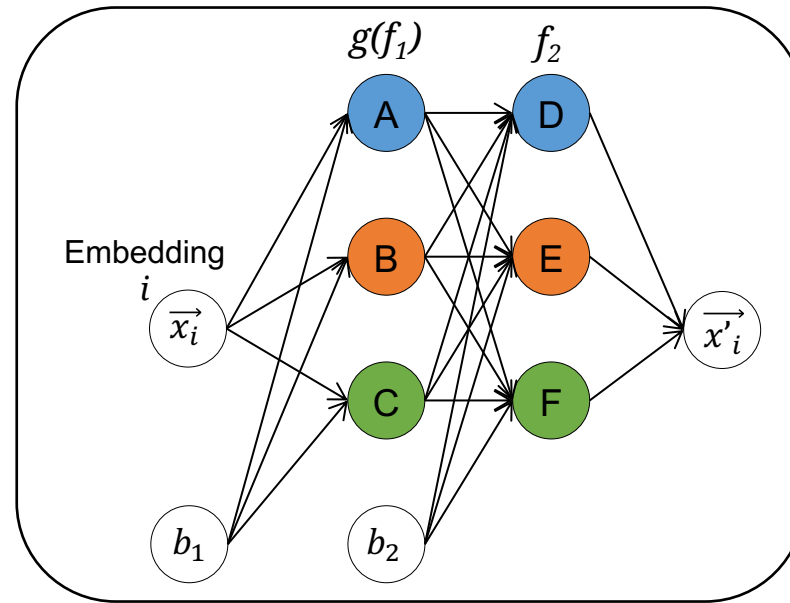 g(f₁) f₂
A D
Embedding
i
B E
x⃗ᵢ x⃗'ᵢ
C F
b₁ b₂